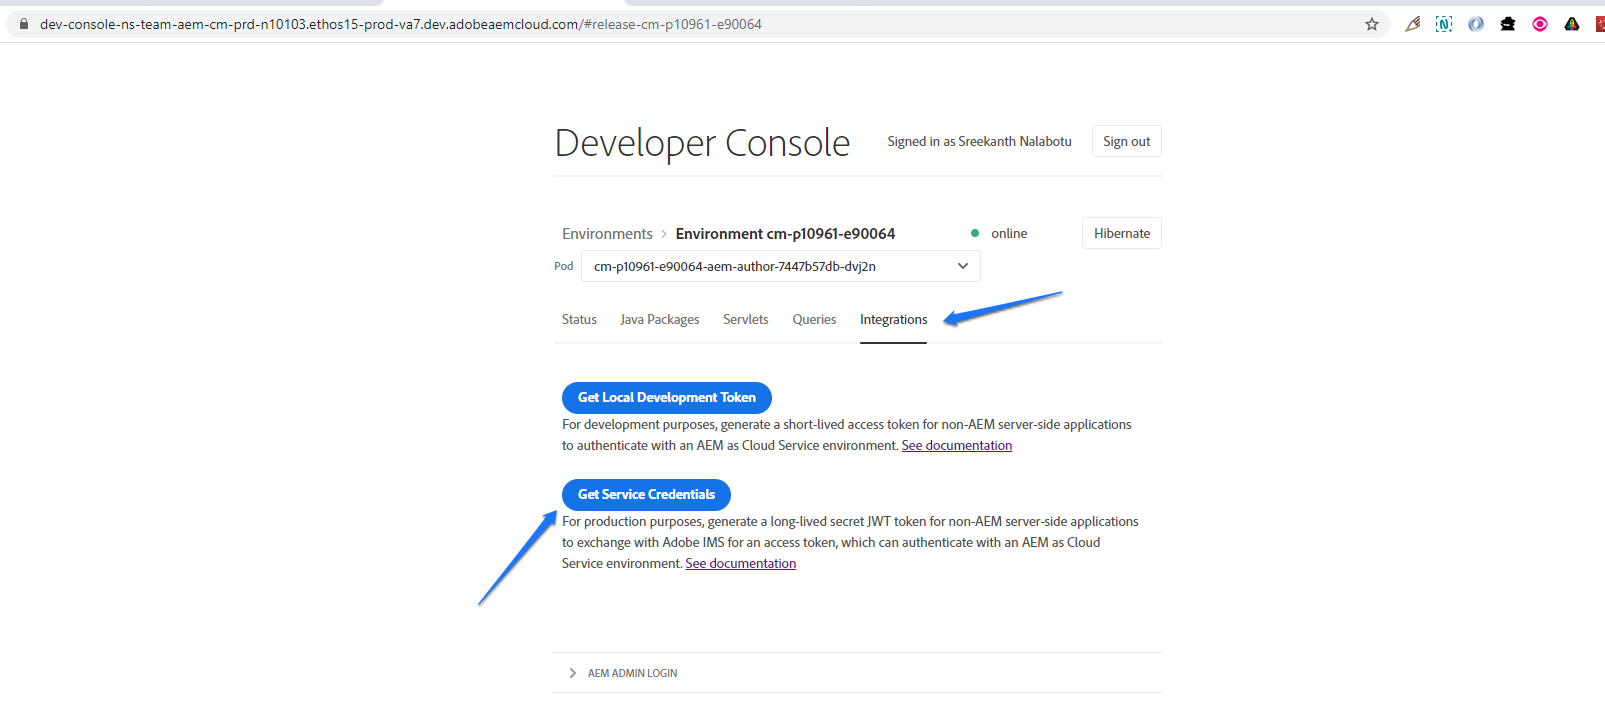 dev-console-ns-team-aem-cm-prd-n10103.ethos15-prod-va7.dev.adobeaemcloud.com/#release-cm-p10961-e90064
Developer Console
Signed in as Sreekanth Nalabotu
Sign out
Environments > Environment cm-p10961-e90064
online
Hibernate
Pod
cm-p10961-e90064-aem-author-7447b57db-dvj2n
Status Java Packages Servlets Queries Integrations
Get Local Development Token
For development purposes, generate a short-lived access token for non-AEM server-side applications
to authenticate with an AEM as Cloud Service environment. See documentation
Get Service Credentials
For production purposes, generate a long-lived secret JWT token for non-AEM server-side applications
to exchange with Adobe IMS for an access token, which can authenticate with an AEM as Cloud
Service environment. See documentation
AEM ADMIN LOGIN